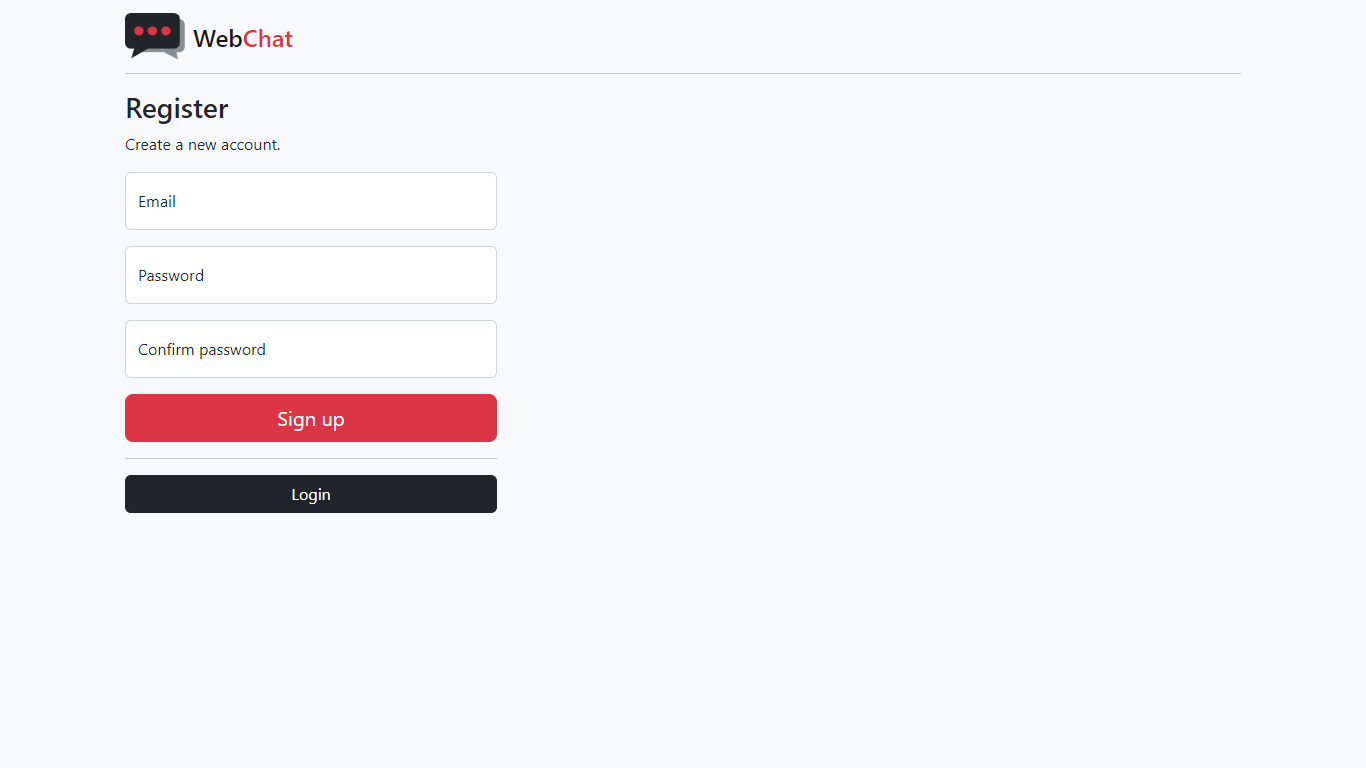 WebChat
Register
Create a new account.
Email
Password
Confirm password
Sign up
Login